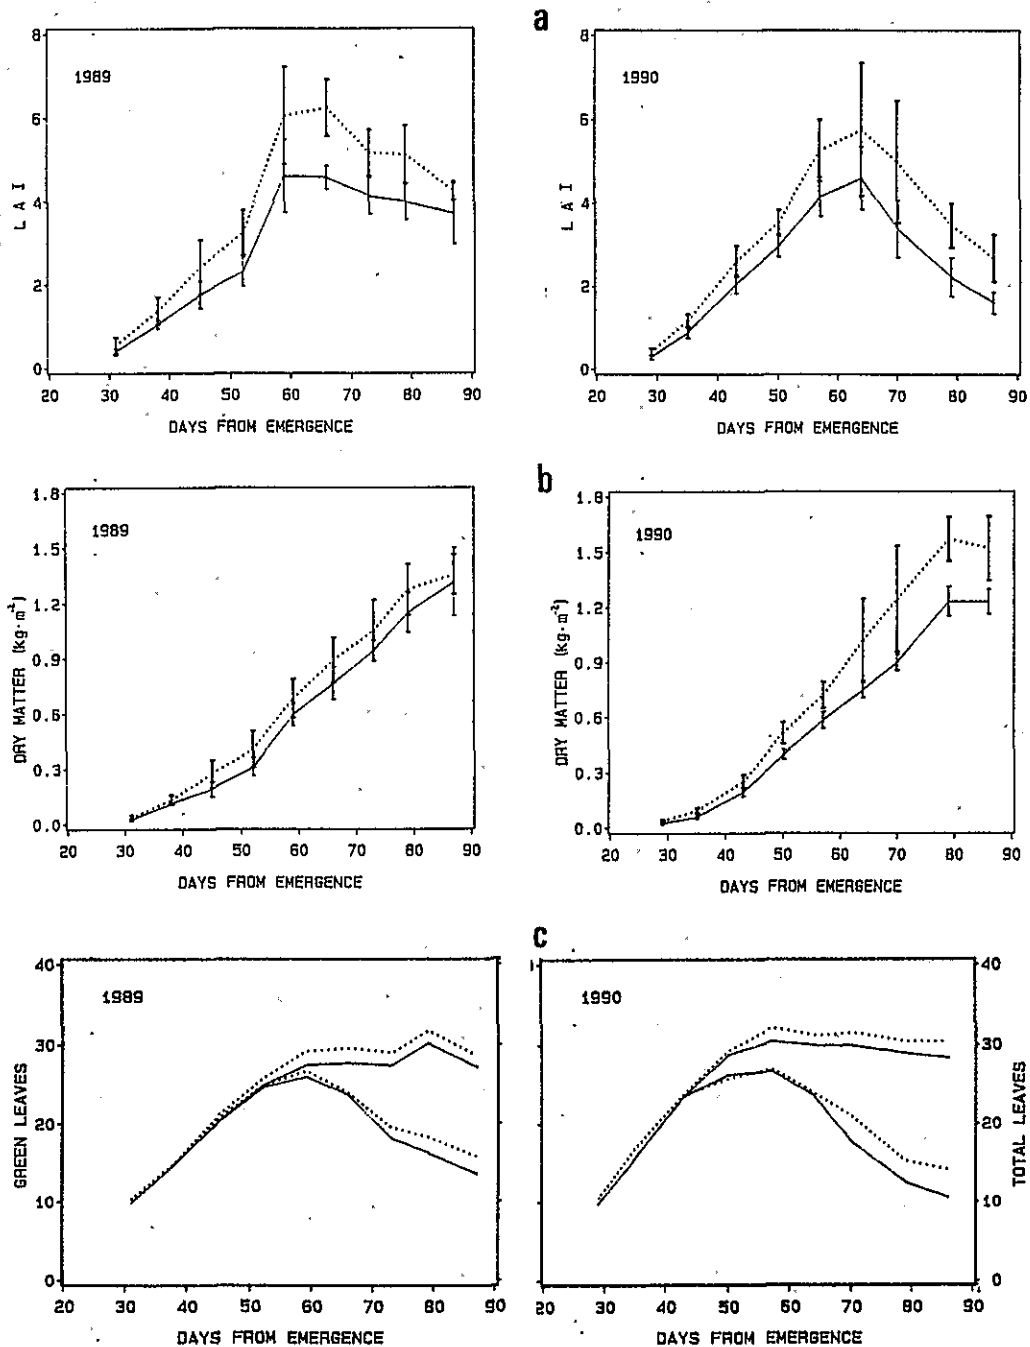 a
8
6
4
2
0
L A I
1989
20 30 40 50 60 70 80 90
DAYS FROM EMERGENCE
8
6
4
2
0
L A I
1990
20 30 40 50 60 70 80 90
DAYS FROM EMERGENCE
b
1.8
1.5
1.2
0.9
0.6
0.3
0.0
DRY MATTER (kg·m⁻²)
1989
20 30 40 50 60 70 80 90
DAYS FROM EMERGENCE
1.8
1.5
1.2
0.9
0.6
0.3
0.0
DRY MATTER (kg·m⁻²)
1990
20 30 40 50 60 70 80 90
DAYS FROM EMERGENCE
c
40
30
20
10
0
GREEN LEAVES
1989
20 30 40 50 60 70 80 90
DAYS FROM EMERGENCE
1990
40
30
20
10
0
TOTAL LEAVES
20 30 40 50 60 70 80 90
DAYS FROM EMERGENCE